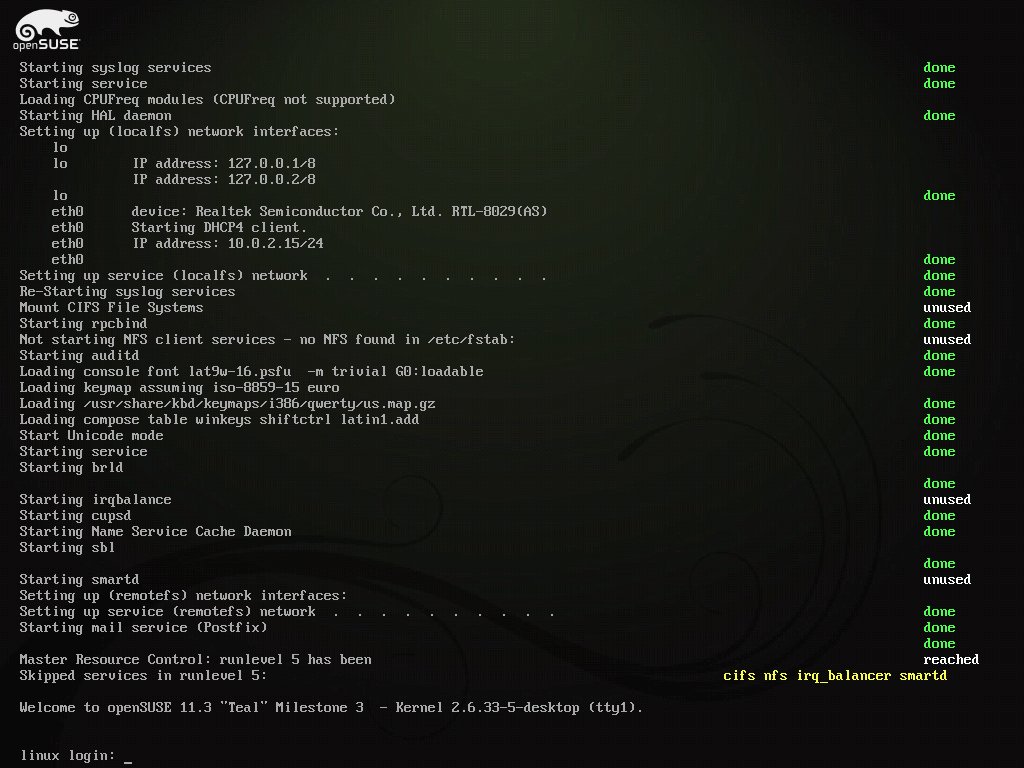 openSUSE
Starting syslog services done
Starting service done
Loading CPUFreq modules (CPUFreq not supported)
Starting HAL daemon done
Setting up (localfs) network interfaces:
lo
lo IP address: 127.0.0.1/8
IP address: 127.0.0.2/8
lo done
eth0 device: Realtek Semiconductor Co., Ltd. RTL-8029(AS)
eth0 Starting DHCP4 client.
eth0 IP address: 10.0.2.15/24
eth0 done
Setting up service (localfs) network . . . . . . . . . . done
Re-Starting syslog services done
Mount CIFS File Systems unused
Starting rpcbind done
Not starting NFS client services - no NFS found in /etc/fstab: unused
Starting auditd done
Loading console font lat9w-16.psfu -m trivial G0:loadable done
Loading keymap assuming iso-8859-15 euro
Loading /usr/share/kbd/keymaps/i386/qwerty/us.map.gz done
Loading compose table winkeys shiftctrl latin1.add done
Start Unicode mode done
Starting service done
Starting brld
done
Starting irqbalance unused
Starting cupsd done
Starting Name Service Cache Daemon done
Starting sbl
done
Starting smartd unused
Setting up (remotefs) network interfaces:
Setting up service (remotefs) network . . . . . . . . . . done
Starting mail service (Postfix) done
done
Master Resource Control: runlevel 5 has been reached
Skipped services in runlevel 5: cifs nfs irq_balancer smartd
Welcome to openSUSE 11.3 "Teal" Milestone 3 - Kernel 2.6.33-5-desktop (tty1).
linux login: _